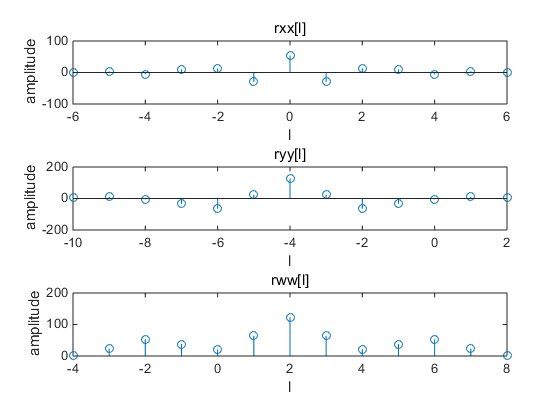 rxx[l]
100
0
-100
amplitude
-6 -4 -2 0 2 4 6
l
ryy[l]
200
0
-200
amplitude
-10 -8 -6 -4 -2 0 2
l
rww[l]
200
100
0
amplitude
-4 -2 0 2 4 6 8
l